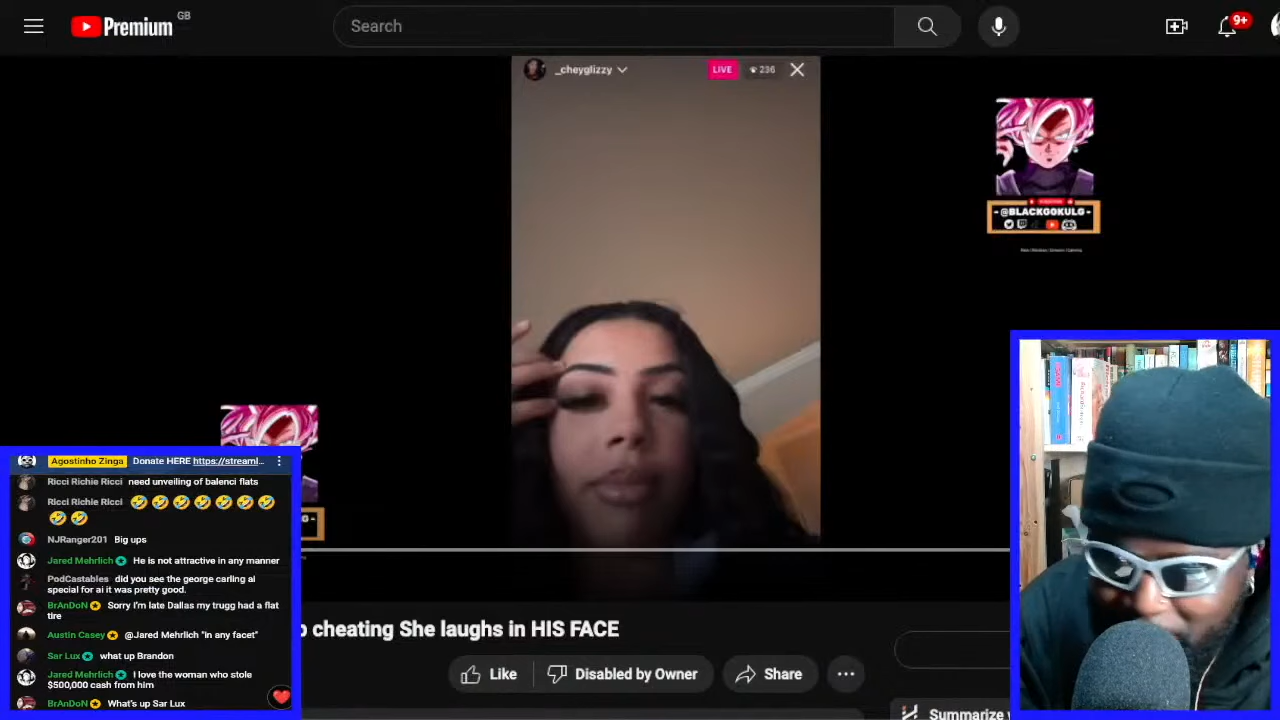 Premium
GB
Search
9+
_cheyglizzy
LIVE
236
- @BLACKGOKULG -
Agostinho Zinga Donate HERE https://streaml...
Ricci Richie Ricci need unveiling of balenci flats
Ricci Richie Ricci 🤣🤣🤣🤣🤣🤣🤣
🤣🤣
NJRanger201 Big ups
Jared Mehrlich He is not attractive in any manner
PodCastables did you see the george carling ai
special for ai it was pretty good.
BrAnDoN Sorry I'm late Dallas my trugg had a flat
tire
Austin Casey @Jared Mehrlich "in any facet"
Sar Lux what up Brandon
Jared Mehrlich I love the woman who stole
$500,000 cash from him
BrAnDoN What's up Sar Lux
cheating She laughs in HIS FACE
Like
Disabled by Owner
Share
Summarize